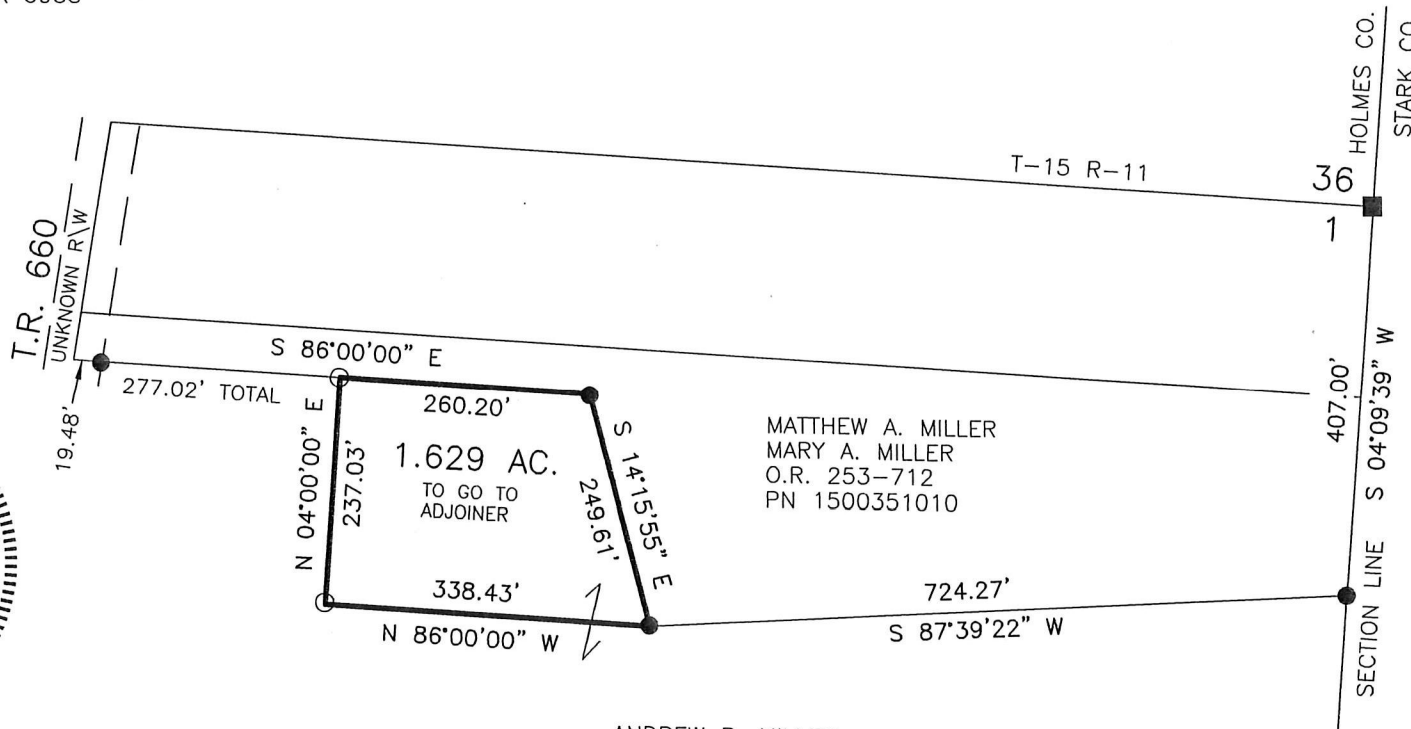 HOLMES CO.
STARK CO
T-15 R-11
36
1
T.R. 660
UNKNOWN R\W
S 86°00'00" E
277.02' TOTAL
19.48'
260.20'
N 04°00'00" E
237.03'
1.629 AC.
TO GO TO
ADJOINER
S 14°15'55" E
249.61'
MATTHEW A. MILLER
MARY A. MILLER
O.R. 253-712
PN 1500351010
407.00'
SECTION LINE S 04°09'39" W
338.43'
N 86°00'00" W
724.27'
S 87°39'22" W